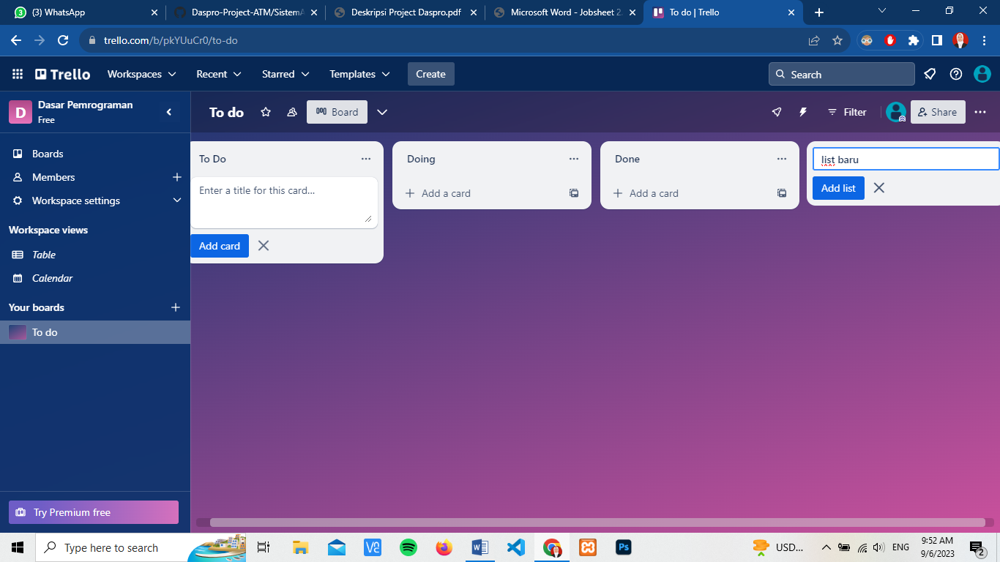 (3) WhatsApp
Daspro-Project-ATM/SistemA
Deskripsi Project Daspro.pdf
Microsoft Word - Jobsheet 2.
To do | Trello
trello.com/b/pkYUuCr0/to-do
Trello
Workspaces
Recent
Starred
Templates
Create
Search
D
Dasar Pemrograman
Free
To do
Board
Filter
Share
Boards
Members
Workspace settings
Workspace views
Table
Calendar
Your boards
To do
To Do
Enter a title for this card...
Add card
Doing
Add a card
Done
Add a card
list baru
Add list
Try Premium free
Type here to search
USD...
ENG
9:52 AM
9/6/2023
2